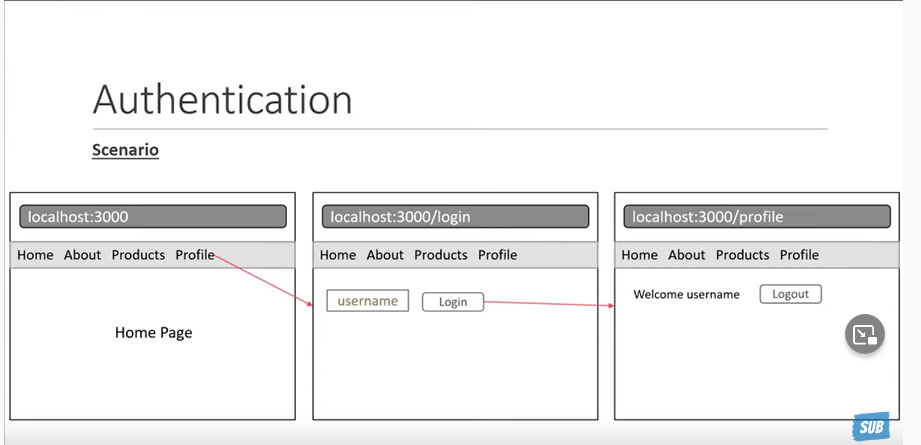 Authentication
Scenario
localhost:3000
Home About Products Profile
Home Page
localhost:3000/login
Home About Products Profile
username Login
localhost:3000/profile
Home About Products Profile
Welcome username Logout
SUB